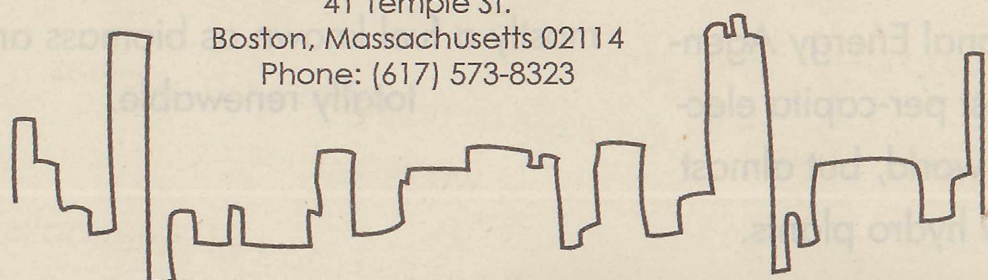 41 Temple St.
Boston, Massachusetts 02114
Phone: (617) 573-8323